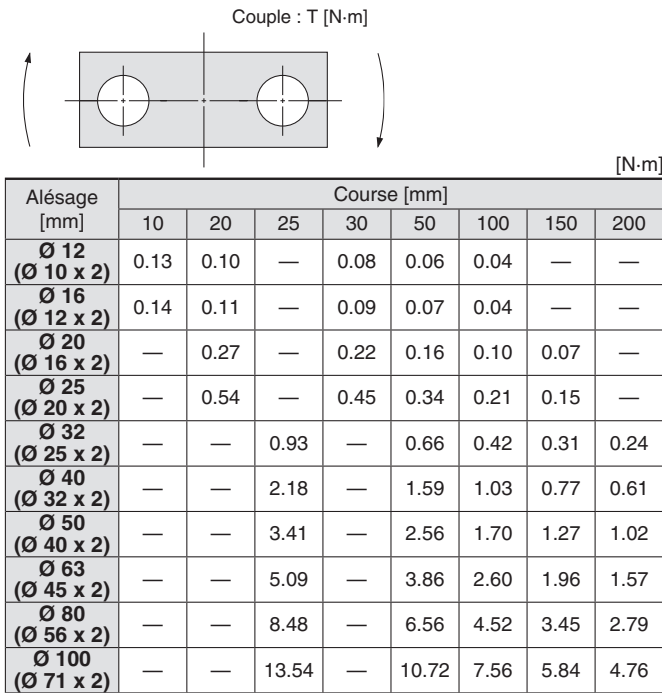 Couple : T [N·m]
[N·m]
Alésage [mm] Course [mm]
10 20 25 30 50 100 150 200
Ø 12 (Ø 10 x 2) 0.13 0.10 — 0.08 0.06 0.04 — —
Ø 16 (Ø 12 x 2) 0.14 0.11 — 0.09 0.07 0.04 — —
Ø 20 (Ø 16 x 2) — 0.27 — 0.22 0.16 0.10 0.07 —
Ø 25 (Ø 20 x 2) — 0.54 — 0.45 0.34 0.21 0.15 —
Ø 32 (Ø 25 x 2) — — 0.93 — 0.66 0.42 0.31 0.24
Ø 40 (Ø 32 x 2) — — 2.18 — 1.59 1.03 0.77 0.61
Ø 50 (Ø 40 x 2) — — 3.41 — 2.56 1.70 1.27 1.02
Ø 63 (Ø 45 x 2) — — 5.09 — 3.86 2.60 1.96 1.57
Ø 80 (Ø 56 x 2) — — 8.48 — 6.56 4.52 3.45 2.79
Ø 100 (Ø 71 x 2) — — 13.54 — 10.72 7.56 5.84 4.76